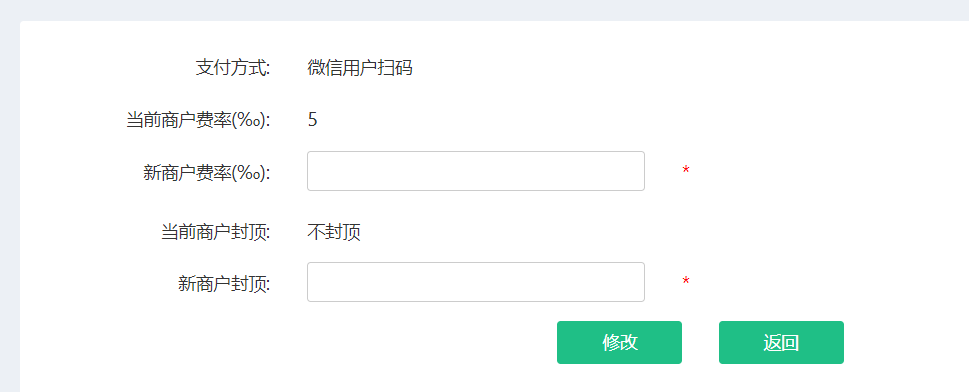 支付方式: 微信用户扫码
当前商户费率(‰): 5
新商户费率(‰): *
当前商户封顶: 不封顶
新商户封顶: *
修改 返回